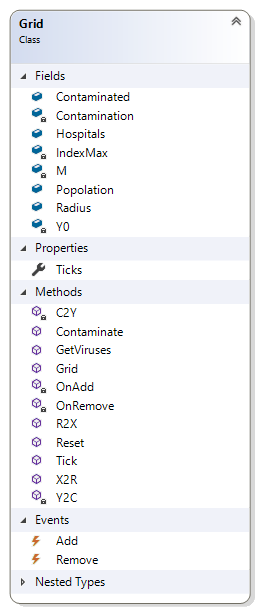 Grid
Class
Fields
Contaminated
Contamination
Hospitals
IndexMax
M
Popolation
Radius
Y0
Properties
Ticks
Methods
C2Y
Contaminate
GetViruses
Grid
OnAdd
OnRemove
R2X
Reset
Tick
X2R
Y2C
Events
Add
Remove
Nested Types